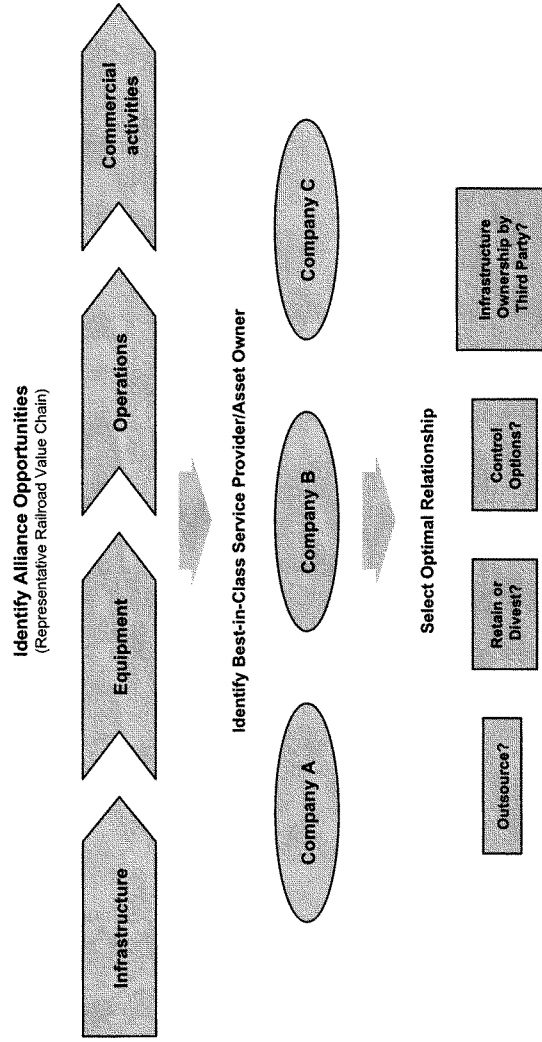 Identify Alliance Opportunities
(Representative Railroad Value Chain)
Infrastructure
Equipment
Operations
Commercial
activities
Identify Best-in-Class Service Provider/Asset Owner
Company A
Company B
Company C
Select Optimal Relationship
Outsource?
Retain or
Divest?
Control
Options?
Infrastructure
Ownership by
Third Party?